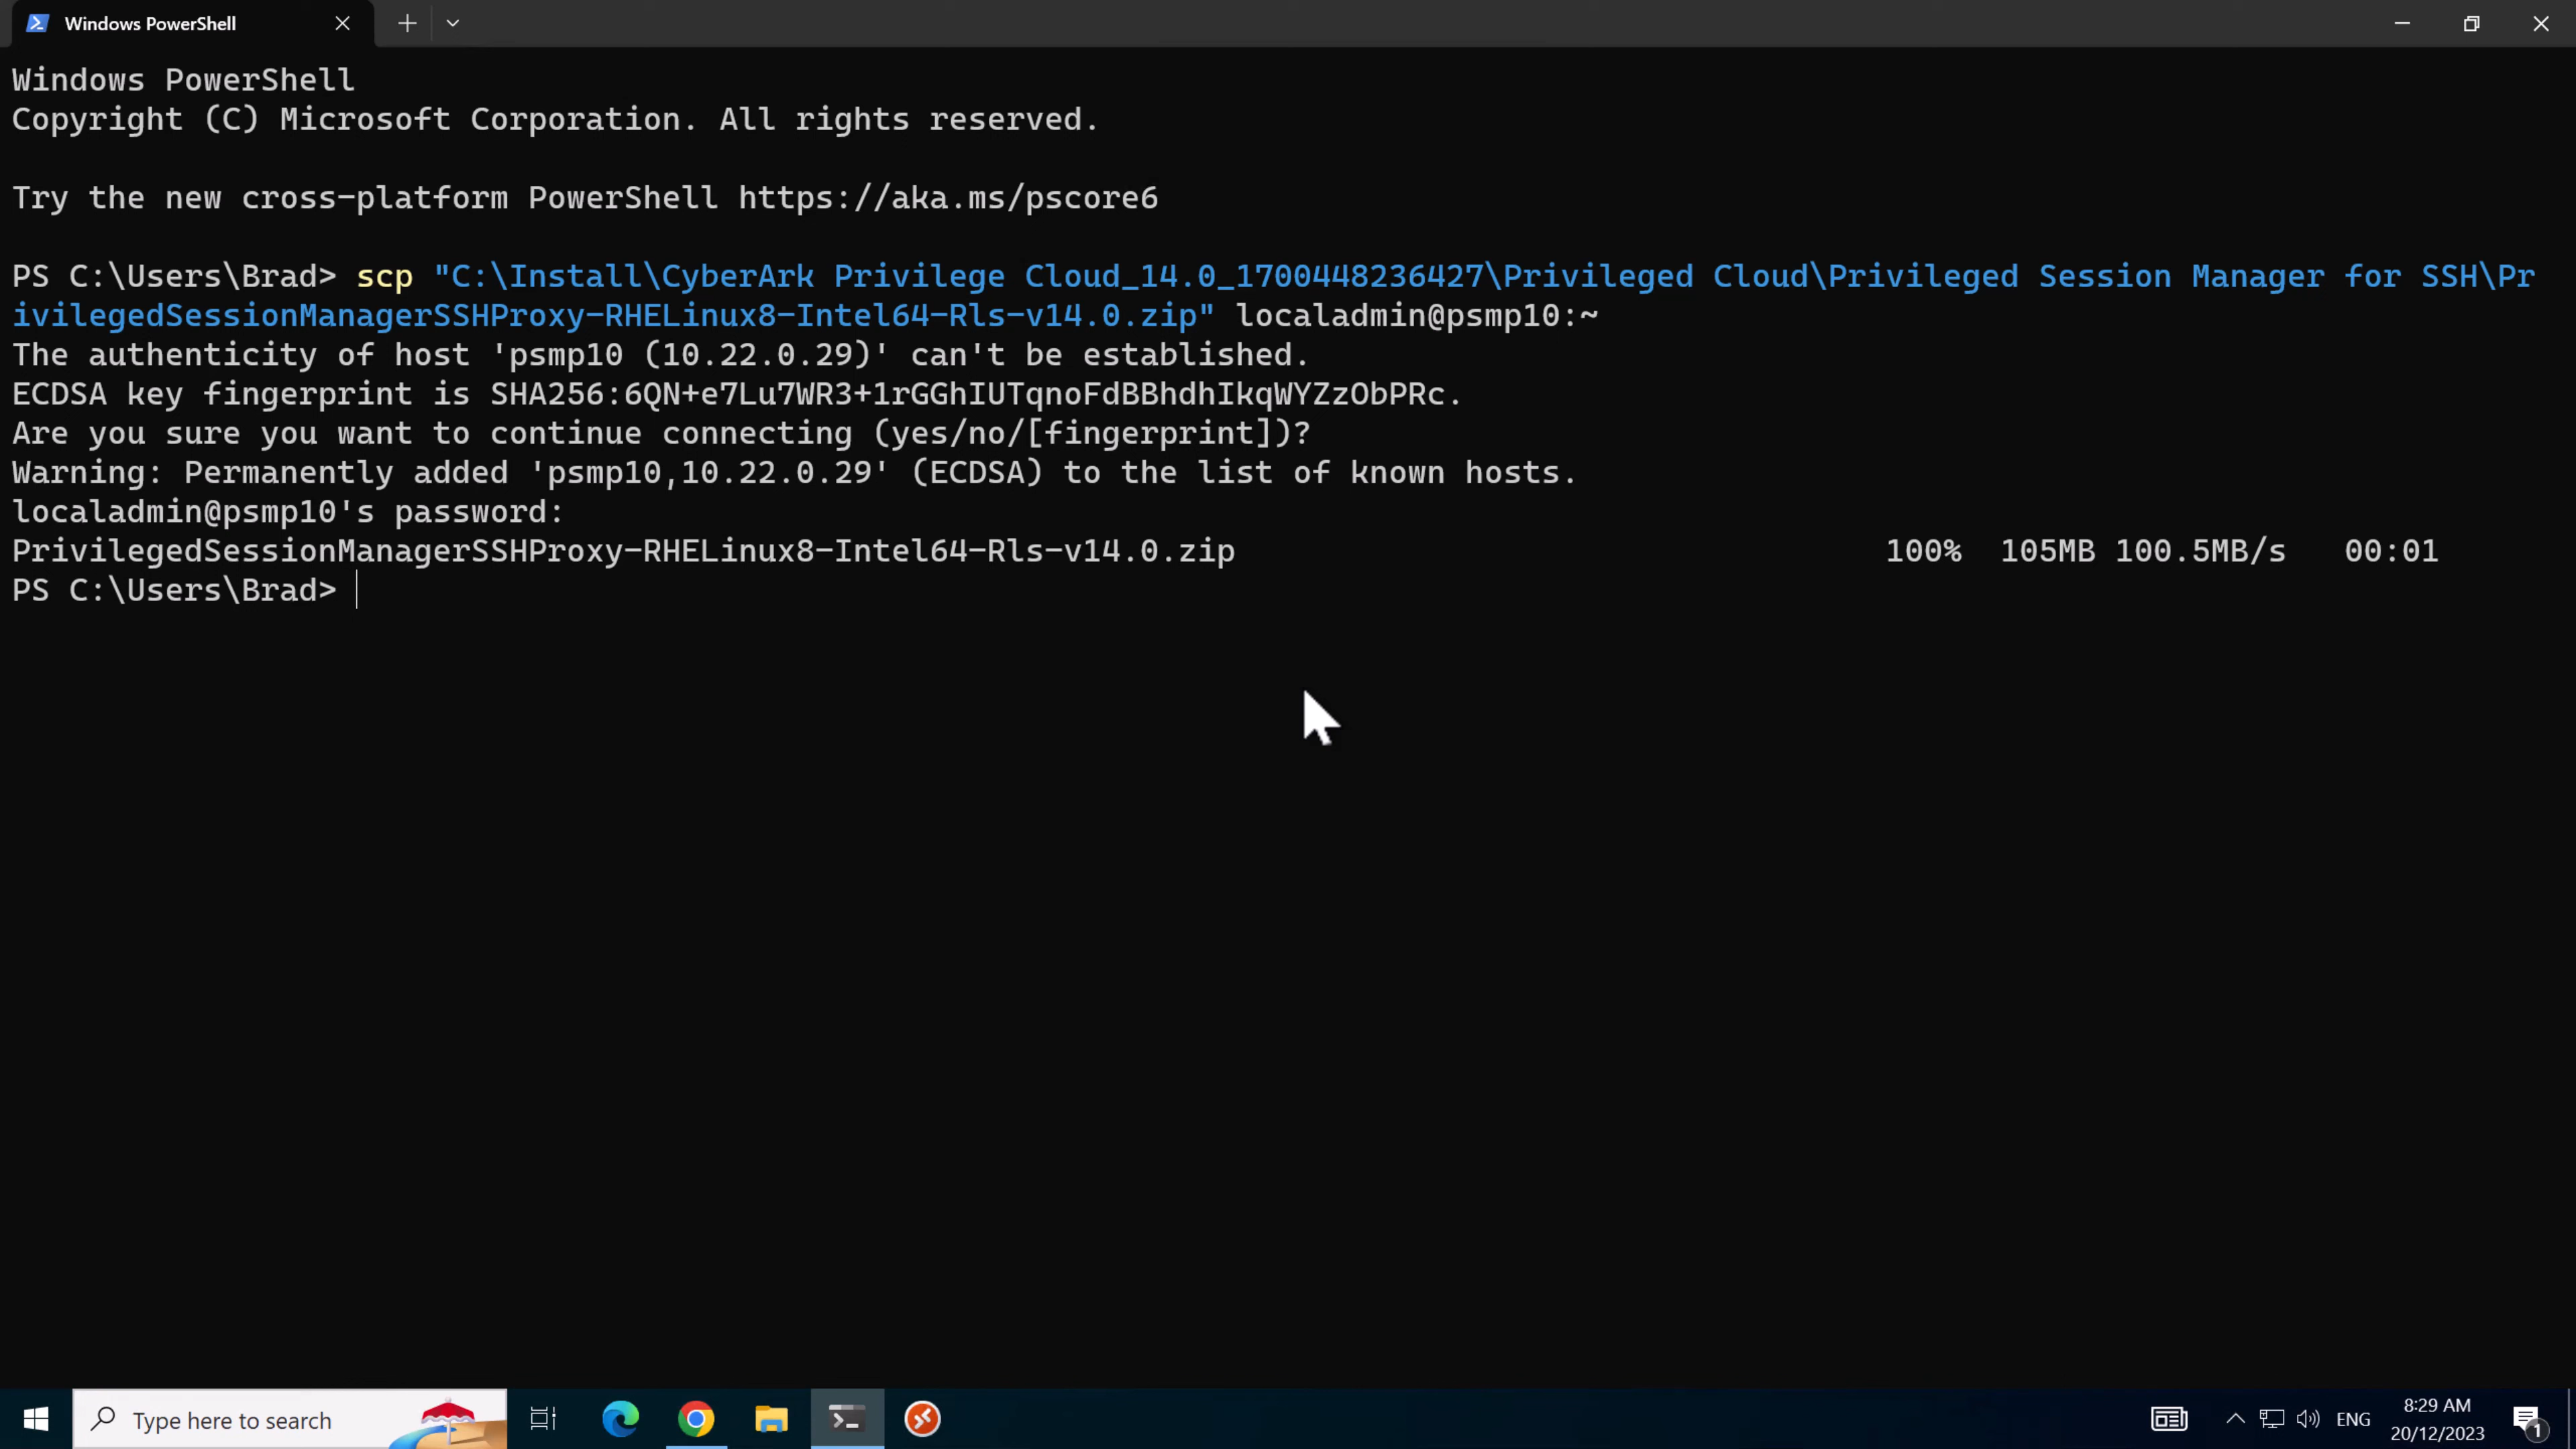 Windows PowerShell
Windows PowerShell
Copyright (C) Microsoft Corporation. All rights reserved.
Try the new cross-platform PowerShell https://aka.ms/pscore6
PS C:\Users\Brad> scp "C:\Install\CyberArk Privilege Cloud_14.0_1700448236427\Privileged Cloud\Privileged Session Manager for SSH\Pr
ivilegedSessionManagerSSHProxy-RHELinux8-Intel64-Rls-v14.0.zip" localadmin@psmp10:~
The authenticity of host 'psmp10 (10.22.0.29)' can't be established.
ECDSA key fingerprint is SHA256:6QN+e7Lu7WR3+1rGGhIUTqnoFdBBhdhIkqWYZzObPRc.
Are you sure you want to continue connecting (yes/no/[fingerprint])?
Warning: Permanently added 'psmp10,10.22.0.29' (ECDSA) to the list of known hosts.
localadmin@psmp10's password:
PrivilegedSessionManagerSSHProxy-RHELinux8-Intel64-Rls-v14.0.zip 100% 105MB 100.5MB/s 00:01
PS C:\Users\Brad>
Type here to search
ENG
8:29 AM
20/12/2023
1